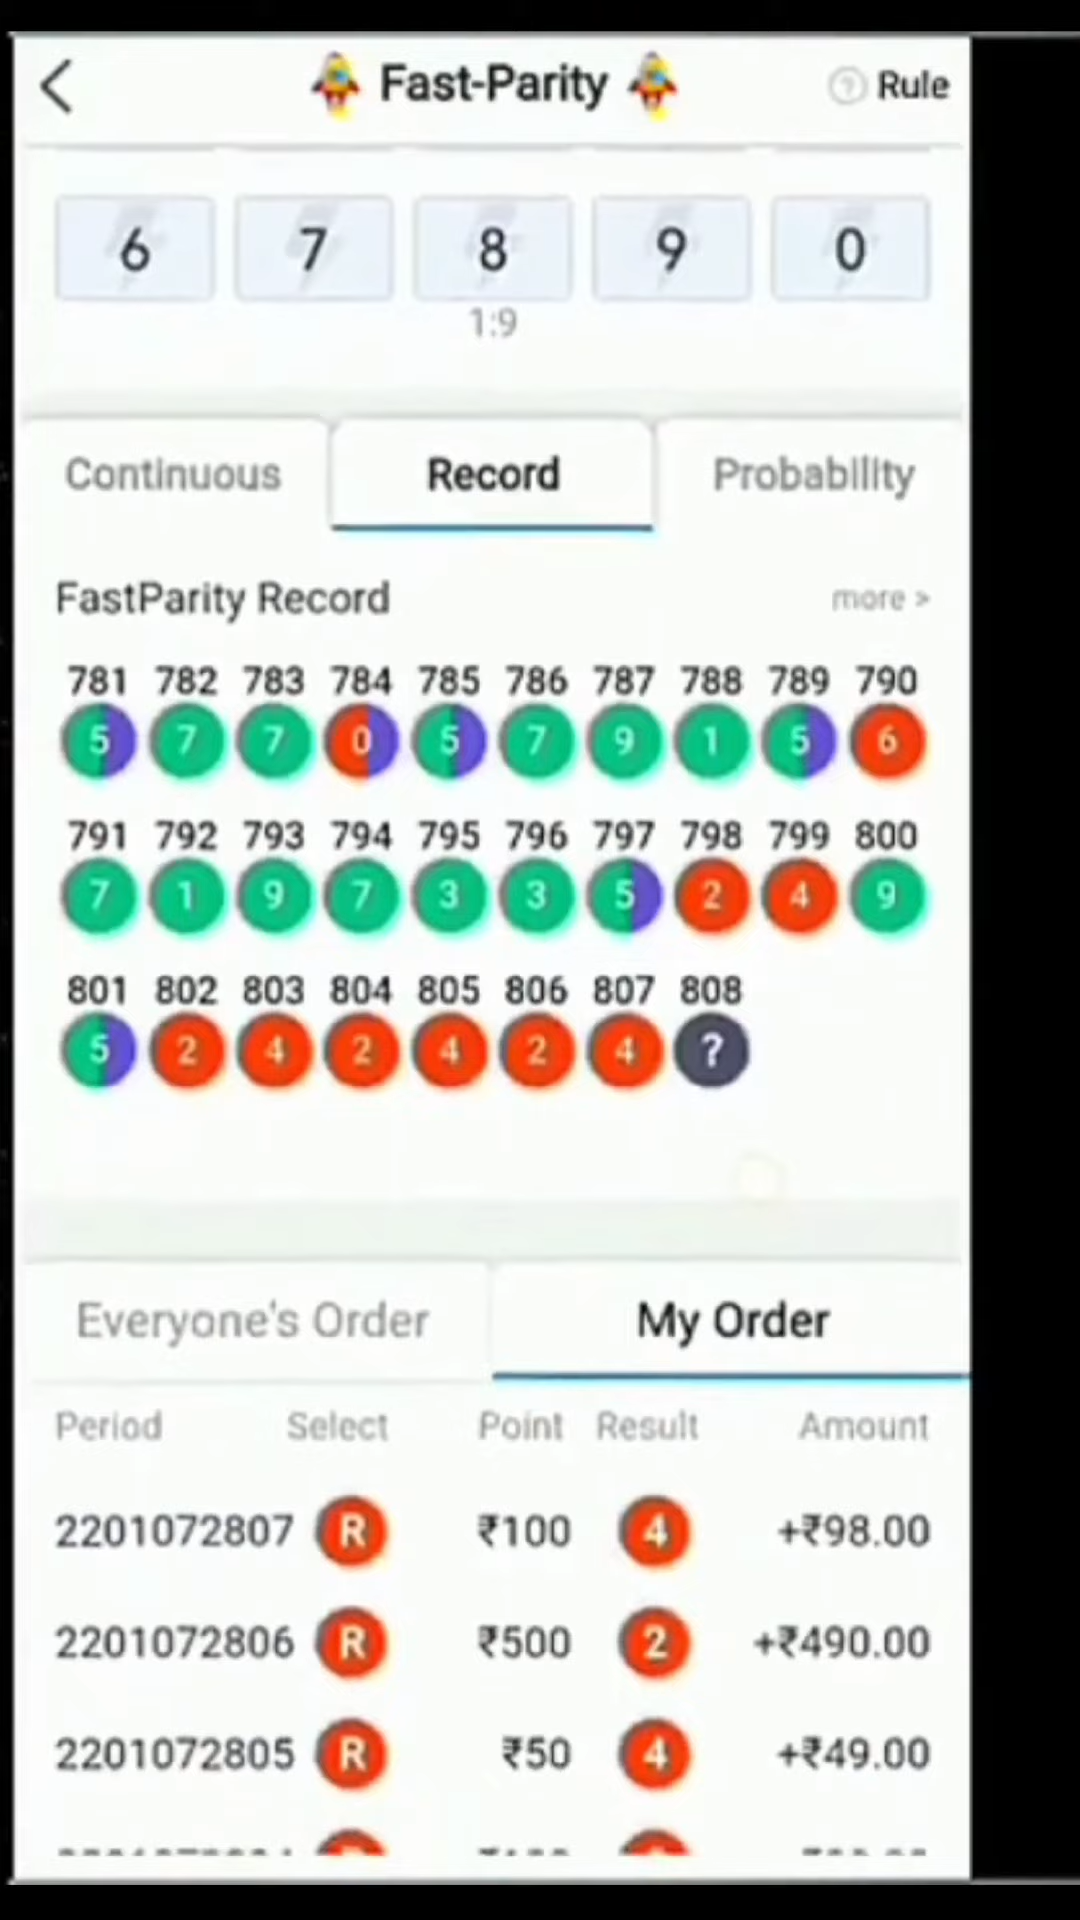 Fast-Parity
Rule
6 7 8 9 0
1:9
Continuous Record Probability
FastParity Record more >
781 782 783 784 785 786 787 788 789 790
5 7 7 0 5 7 9 1 5 6
791 792 793 794 795 796 797 798 799 800
7 1 9 7 3 3 5 2 4 9
801 802 803 804 805 806 807 808
5 2 4 2 4 2 4 ?
Everyone's Order My Order
Period Select Point Result Amount
2201072807 R ₹100 4 +₹98.00
2201072806 R ₹500 2 +₹490.00
2201072805 R ₹50 4 +₹49.00